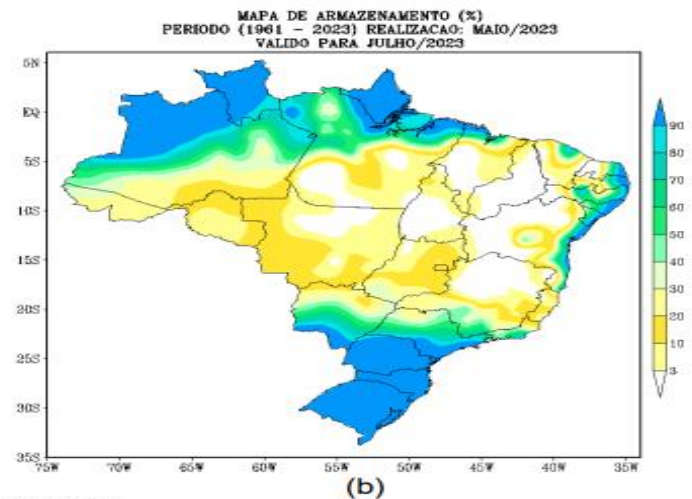 MAPA DE ARMAZENAMENTO (%)
PERIODO (1961 - 2023) REALIZACAO: MAIO/2023
VALIDO PARA JULHO/2023
5N
EQ
5S
10S
15S
20S
25S
30S
35S
75W 70W 65W 60W 55W 50W 45W 40W 35W
90
80
70
60
50
40
30
20
10
3
(b)